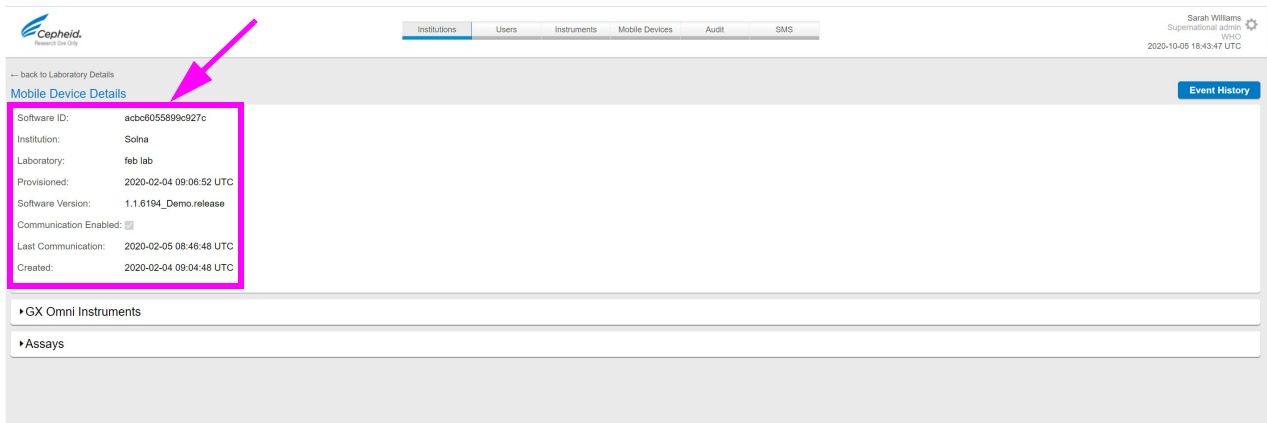 Cepheid.
Research Use Only
Institutions Users Instruments Mobile Devices Audit SMS
Sarah Williams
Supernational admin
WHO
2020-10-05 18:43:47 UTC
← back to Laboratory Details
Mobile Device Details
Event History
Software ID: acbc6055899c927c
Institution: Solna
Laboratory: feb lab
Provisioned: 2020-02-04 09:06:52 UTC
Software Version: 1.1.6194_Demo.release
Communication Enabled:
Last Communication: 2020-02-05 08:46:48 UTC
Created: 2020-02-04 09:04:48 UTC
GX Omni Instruments
Assays